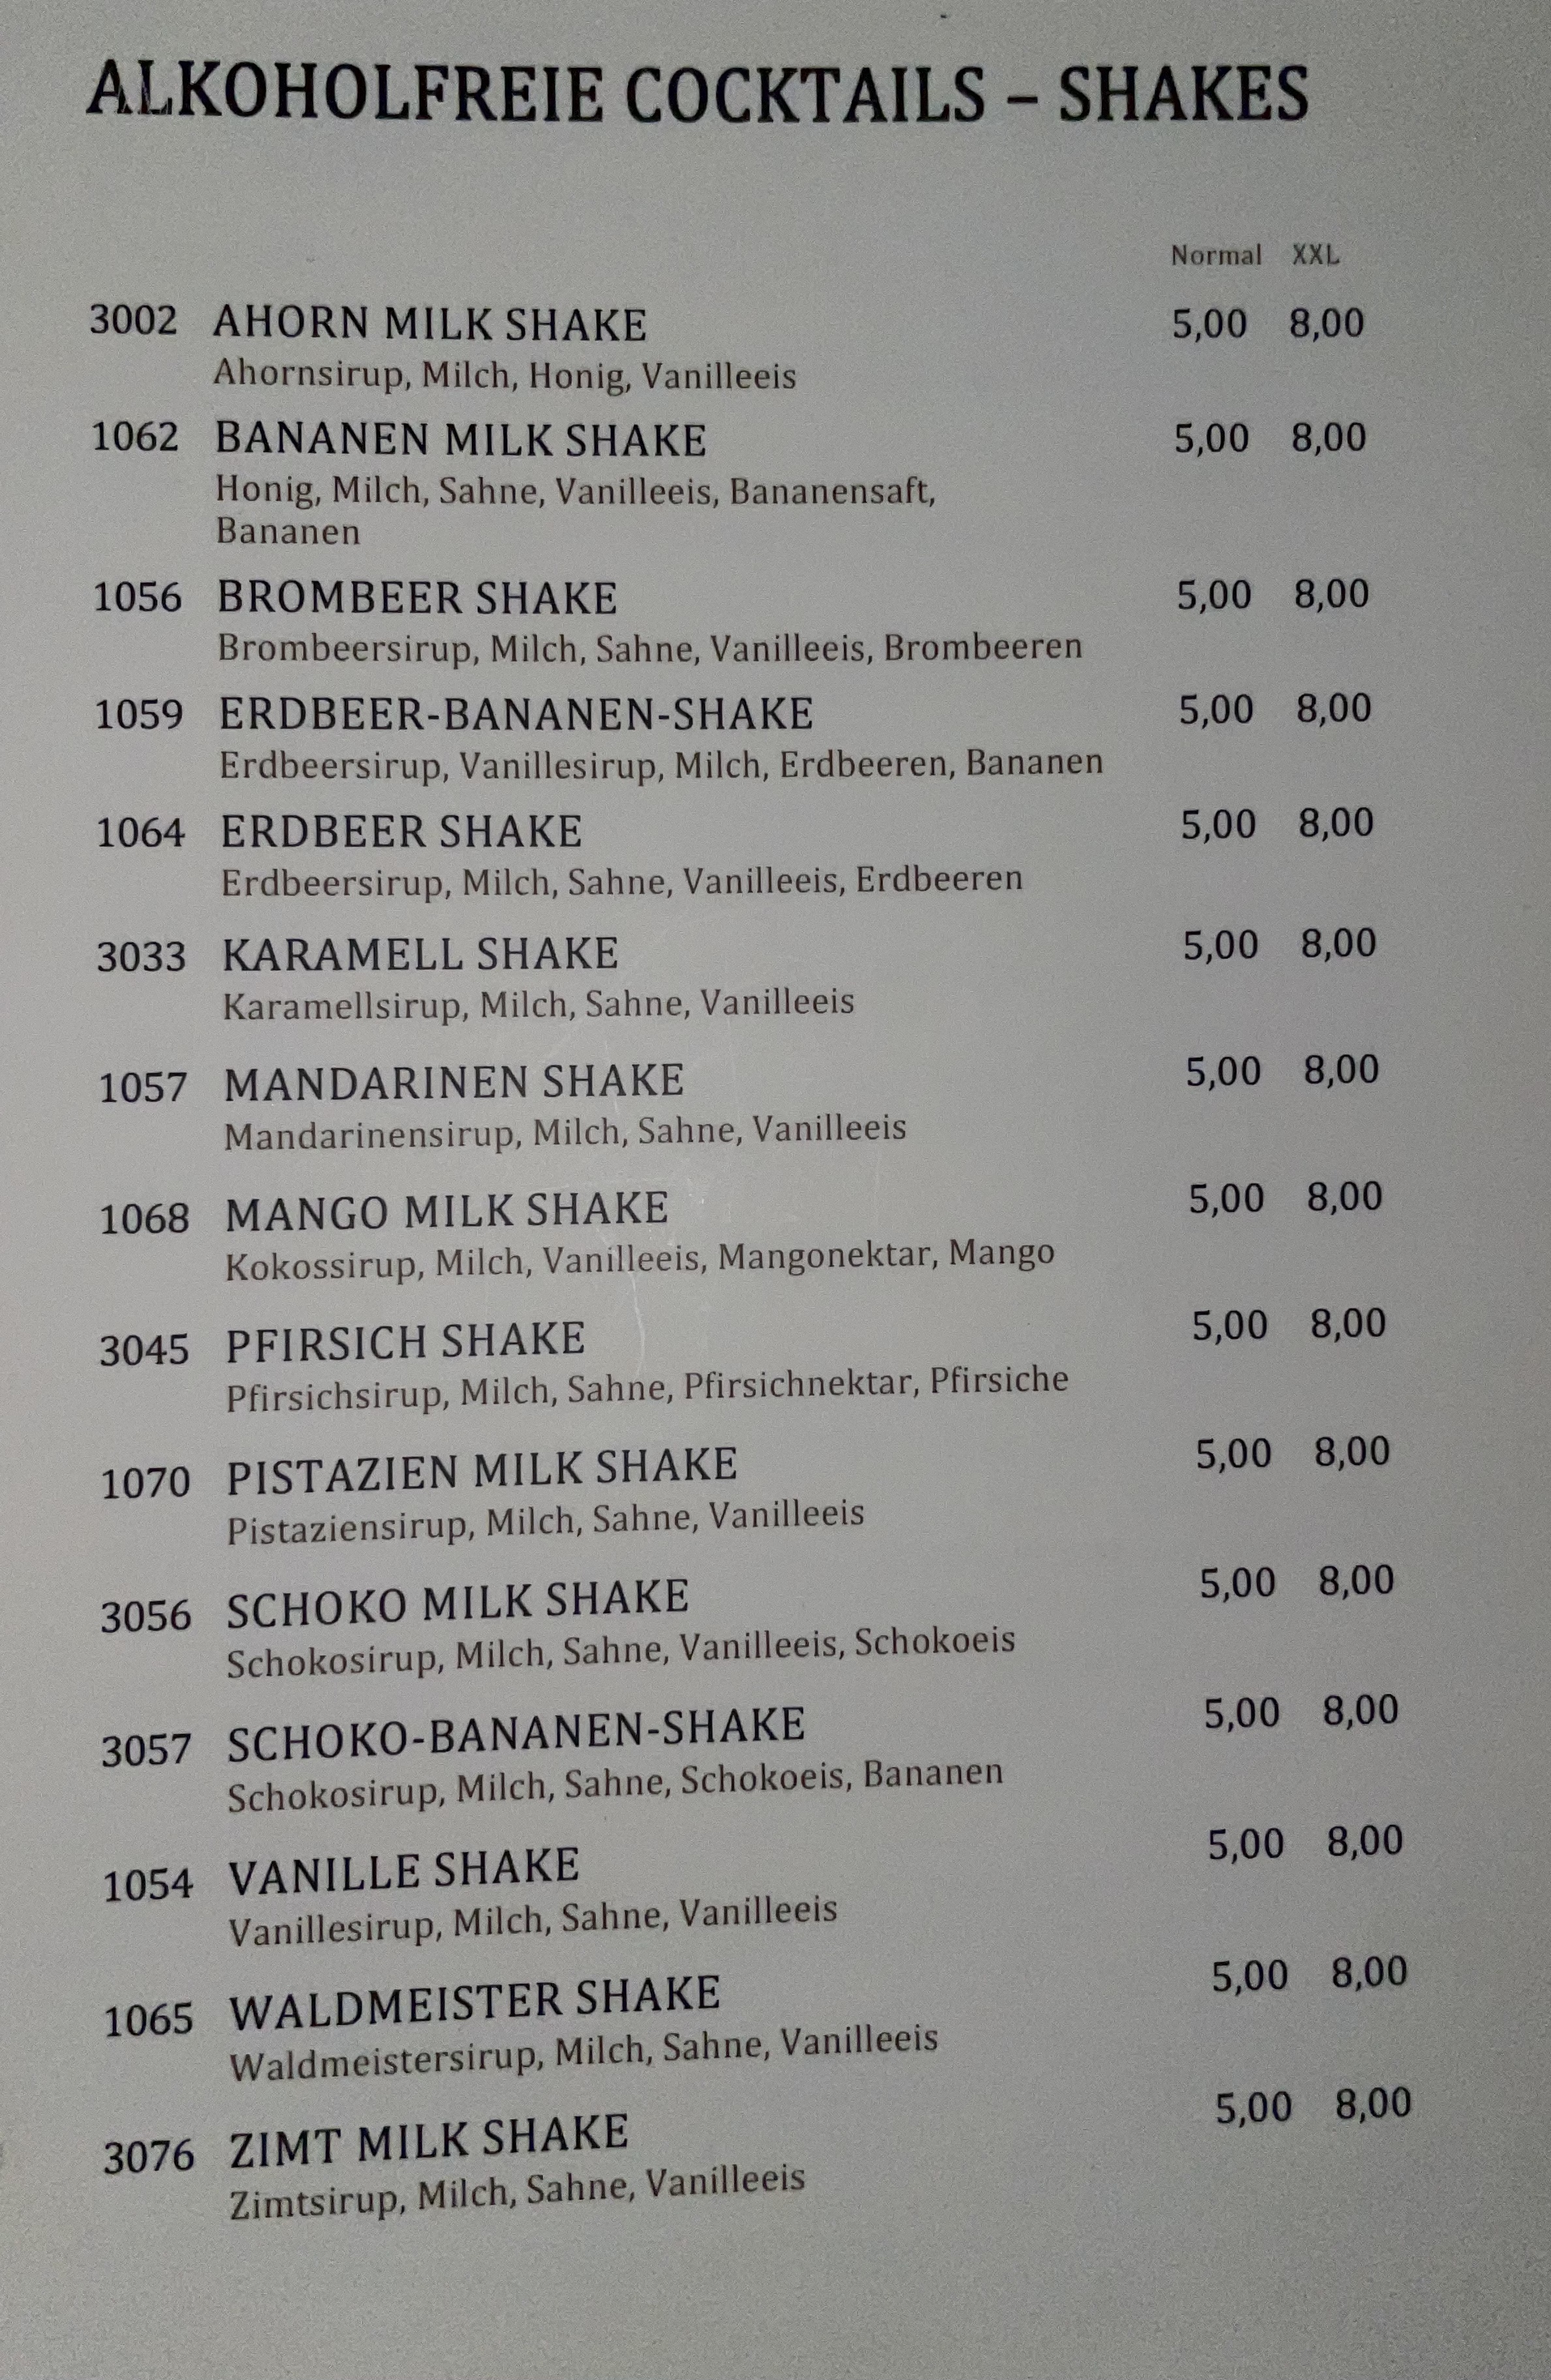 ALKOHOLFREIE COCKTAILS – SHAKES
Normal XXL
3002 AHORN MILK SHAKE 5,00 8,00
Ahornsirup, Milch, Honig, Vanilleeis
1062 BANANEN MILK SHAKE 5,00 8,00
Honig, Milch, Sahne, Vanilleeis, Bananensaft,
Bananen
1056 BROMBEER SHAKE 5,00 8,00
Brombeersirup, Milch, Sahne, Vanilleeis, Brombeeren
1059 ERDBEER-BANANEN-SHAKE 5,00 8,00
Erdbeersirup, Vanillesirup, Milch, Erdbeeren, Bananen
1064 ERDBEER SHAKE 5,00 8,00
Erdbeersirup, Milch, Sahne, Vanilleeis, Erdbeeren
3033 KARAMELL SHAKE 5,00 8,00
Karamellsirup, Milch, Sahne, Vanilleeis
1057 MANDARINEN SHAKE 5,00 8,00
Mandarinensirup, Milch, Sahne, Vanilleeis
1068 MANGO MILK SHAKE 5,00 8,00
Kokossirup, Milch, Vanilleeis, Mangonektar, Mango
3045 PFIRSICH SHAKE 5,00 8,00
Pfirsichsirup, Milch, Sahne, Pfirsichnektar, Pfirsiche
1070 PISTAZIEN MILK SHAKE 5,00 8,00
Pistaziensirup, Milch, Sahne, Vanilleeis
3056 SCHOKO MILK SHAKE 5,00 8,00
Schokosirup, Milch, Sahne, Vanilleeis, Schokoeis
3057 SCHOKO-BANANEN-SHAKE 5,00 8,00
Schokosirup, Milch, Sahne, Schokoeis, Bananen
1054 VANILLE SHAKE 5,00 8,00
Vanillesirup, Milch, Sahne, Vanilleeis
1065 WALDMEISTER SHAKE 5,00 8,00
Waldmeistersirup, Milch, Sahne, Vanilleeis
3076 ZIMT MILK SHAKE 5,00 8,00
Zimtsirup, Milch, Sahne, Vanilleeis